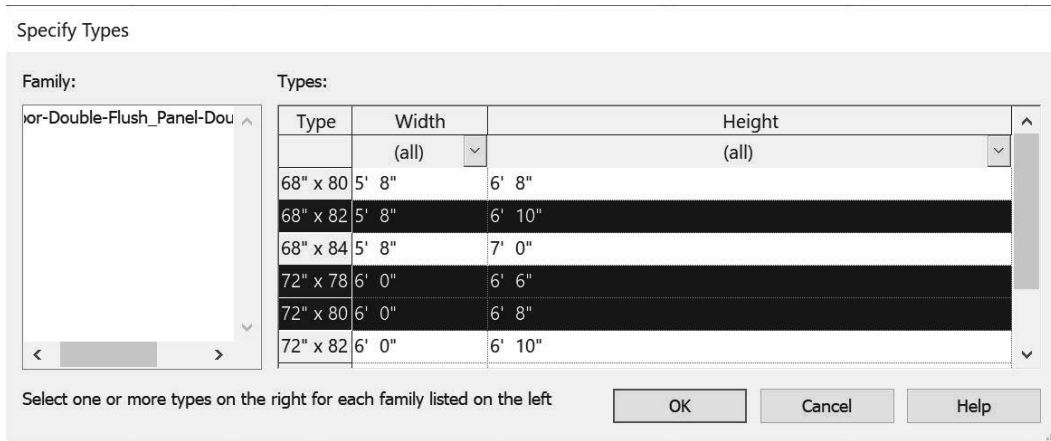 Specify Types
Family:
Types:
or-Double-Flush_Panel-Dou
Type Width Height
(all) (all)
68" x 80 5' 8" 6' 8"
68" x 82 5' 8" 6' 10"
68" x 84 5' 8" 7' 0"
72" x 78 6' 0" 6' 6"
72" x 80 6' 0" 6' 8"
72" x 82 6' 0" 6' 10"
Select one or more types on the right for each family listed on the left
OK Cancel Help